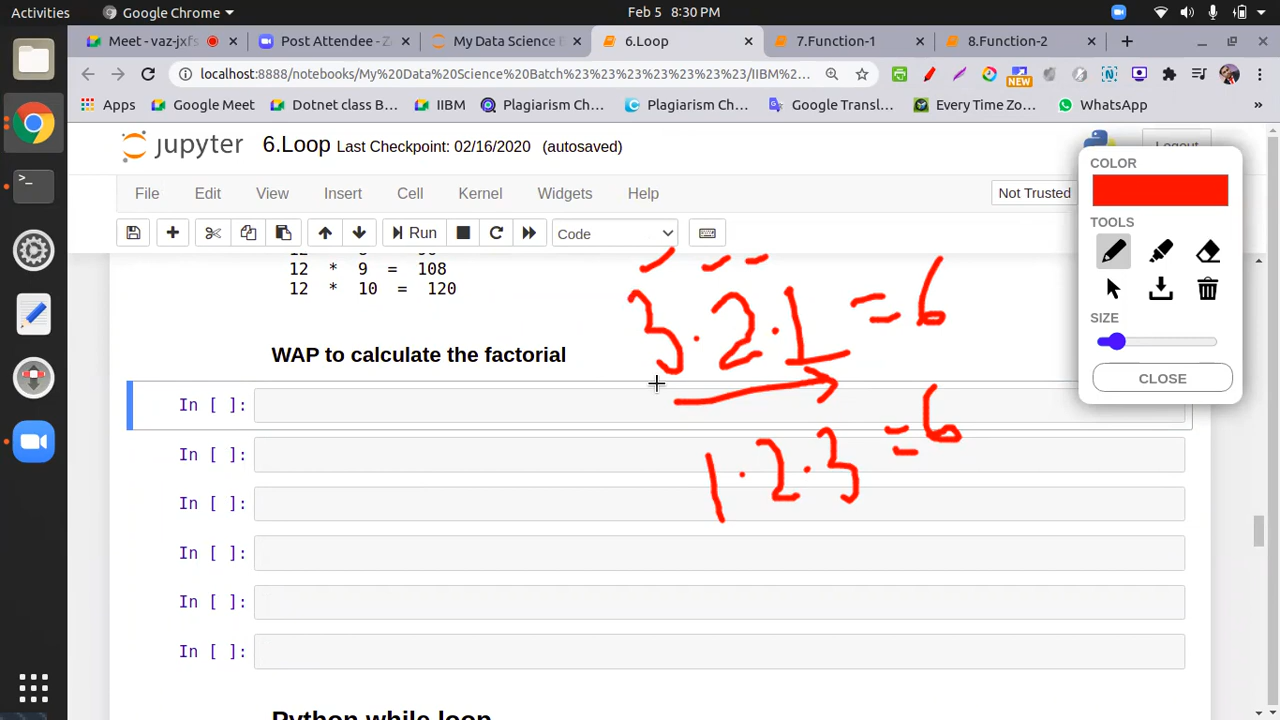 Activities
Google Chrome
Feb 5 8:30 PM
Meet - vaz-jxfs
Post Attendee - Z
My Data Science B
6.Loop
7.Function-1
8.Function-2
localhost:8888/notebooks/My%20Data%20Science%20Batch%23%23%23%23%23%23%23/IIBM%2...
NEW
Apps
Google Meet
Dotnet class B...
IIBM
Plagiarism Ch...
Plagiarism Ch...
Google Transl...
Every Time Zo...
WhatsApp
»
jupyter
6.Loop Last Checkpoint: 02/16/2020 (autosaved)
Logout
File Edit View Insert Cell Kernel Widgets Help
Not Trusted
Run
Code
12 * 9 = 108
12 * 10 = 120
3 · 2 · 1 = 6
WAP to calculate the factorial
In [ ]:
1 · 2 · 3 = 6
In [ ]:
In [ ]:
In [ ]:
In [ ]:
In [ ]:
Python while loop
COLOR
TOOLS
SIZE
CLOSE